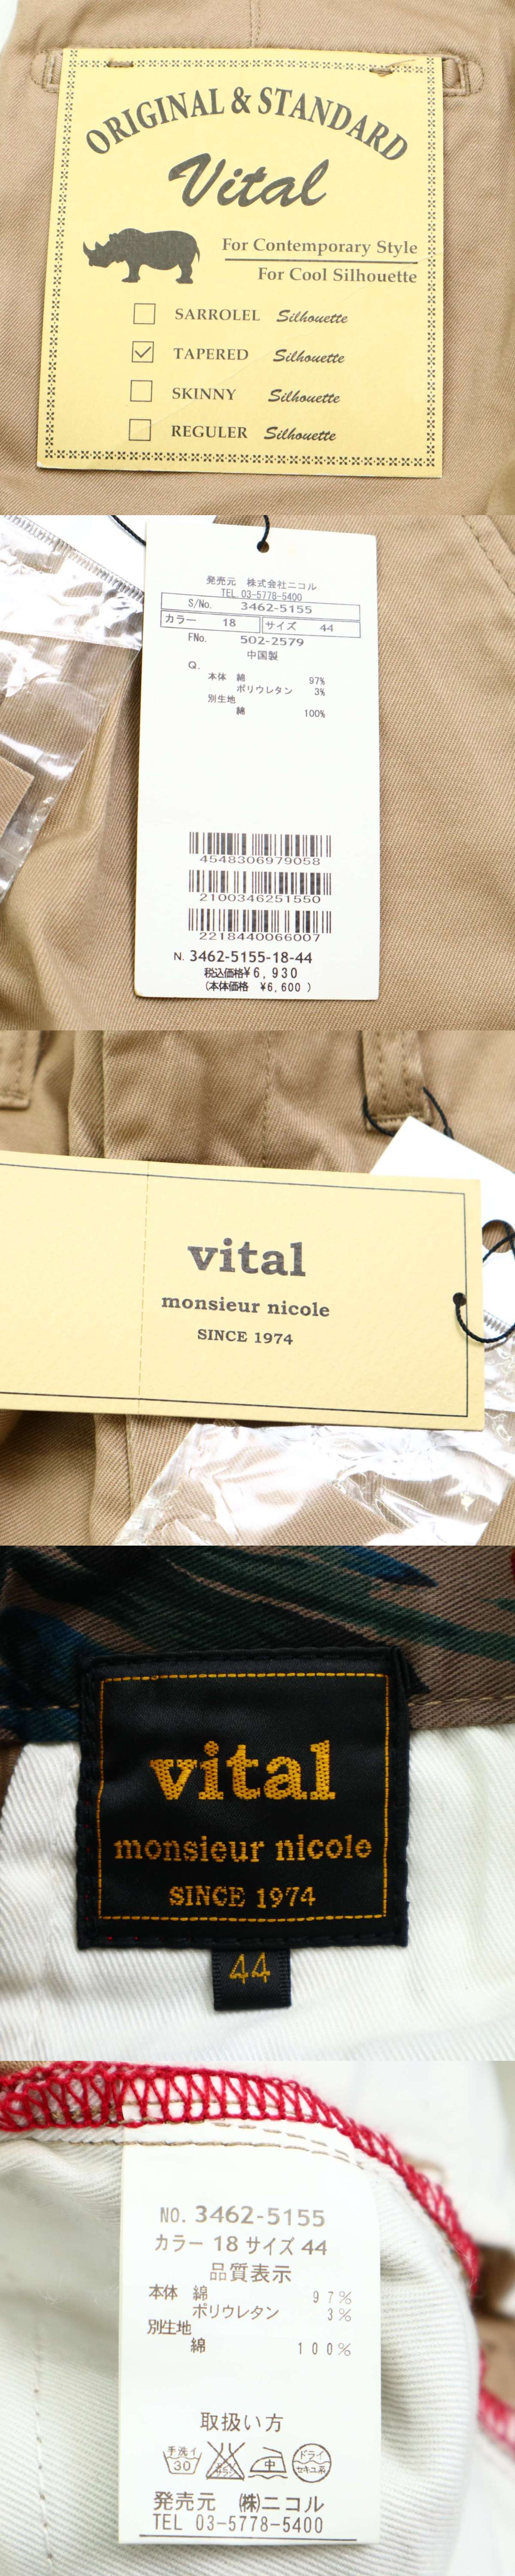 ORIGINAL & STANDARD
Vital
For Contemporary Style
For Cool Silhouette
SARROLEL Silhouette
TAPERED Silhouette
SKINNY Silhouette
REGULER Silhouette
発売元 株式会社ニコル
TEL 03-5778-5400
S/No. 3462-5155
カラー 18 サイズ 44
FNo. 502-2579
中国製
Q.
本体 綿 97%
ポリウレタン 3%
別生地
綿 100%
4548306979058
2100346251550
2218440066007
N. 3462-5155-18-44
税込価格¥6,930
(本体価格 ¥6,600 )
vital
monsieur nicole
SINCE 1974
vital
monsieur nicole
SINCE 1974
44
NO. 3462-5155
カラー 18 サイズ 44
品質表示
本体 綿 97%
ポリウレタン 3%
別生地
綿 100%
取扱い方
手洗イ 30 中 ドライ セキユ系
発売元 (株)ニコル
TEL 03-5778-5400